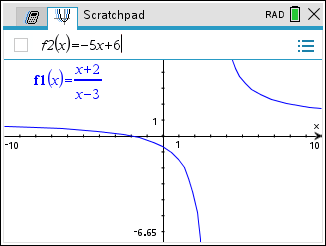 Scratchpad RAD
f2(x)=-5x+6
f1(x)=x+2/x-3
x
1
-10 1 10
-6.65